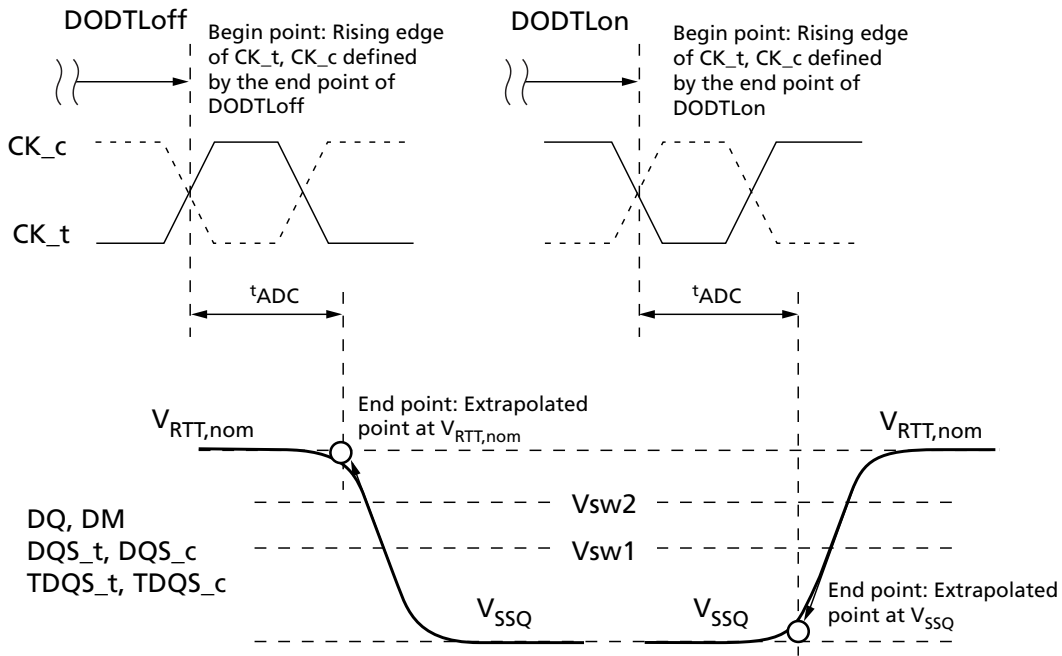 DODTLoff
Begin point: Rising edge
of CK_t, CK_c defined
by the end point of
DODTLoff
DODTLon
Begin point: Rising edge
of CK_t, CK_c defined
by the end point of
DODTLon
CK_c
CK_t
tADC
tADC
VRTT,nom
End point: Extrapolated
point at VRTT,nom
VRTT,nom
Vsw2
Vsw1
DQ, DM
DQS_t, DQS_c
TDQS_t, TDQS_c
VSSQ
VSSQ
End point: Extrapolated
point at VSSQ